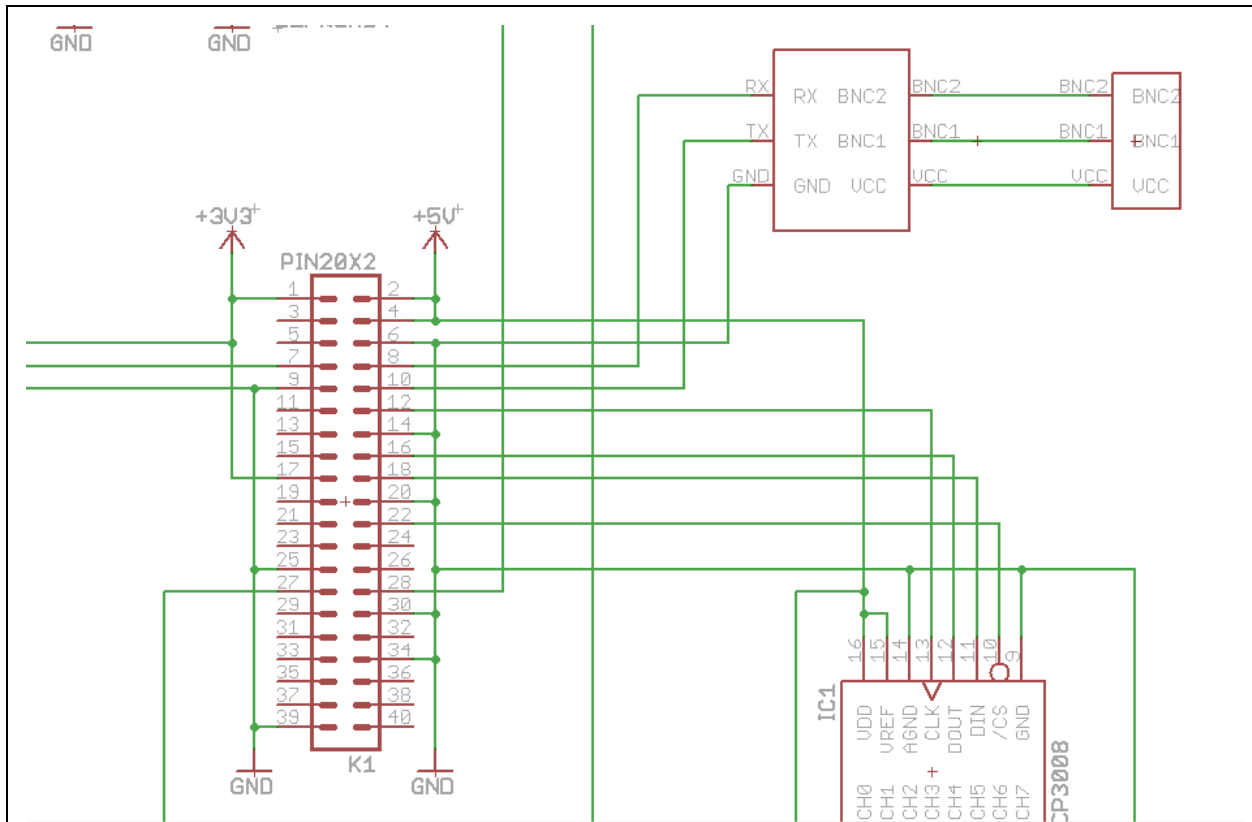 GND
GND
RX
RX
BNC2
BNC2
BNC2
BNC2
TX
TX
BNC1
BNC1
BNC1
BNC1
GND
GND
VCC
VCC
VCC
VCC
+3V3
+5V
PIN20X2
1 2
3 4
5 6
7 8
9 10
11 12
13 14
15 16
17 18
19 20
21 22
23 24
25 26
27 28
29 30
31 32
33 34
35 36
37 38
39 40
K1
GND
GND
16 15 14 13 12 11 10 9
IC1
VDD VREF AGND CLK DOUT DIN /CS GND
CH0 CH1 CH2 CH3 CH4 CH5 CH6 CH7
CP3008